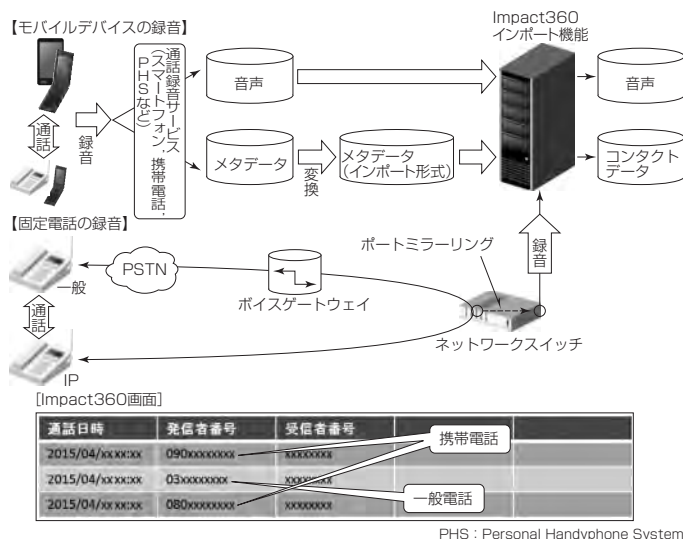 【モバイルデバイスの録音】
通話
録音
通話録音サービス
(スマートフォン，携帯電話，
PHSなど)
音声
メタデータ
変換
メタデータ
(インポート形式)
Impact360
インポート機能
音声
コンタクト
データ
【固定電話の録音】
一般
通話
IP
PSTN
ボイスゲートウェイ
ポートミラーリング
録音
ネットワークスイッチ
[Impact360画面]
通話日時 発信者番号 受信者番号
2015/04/xx xx:xx 090xxxxxxxx xxxxxxxx
2015/04/xx xx:xx 03xxxxxxxx xxxxxxxx
2015/04/xx xx:xx 080xxxxxxxx xxxxxxxx
携帯電話
一般電話
PHS：Personal Handyphone System